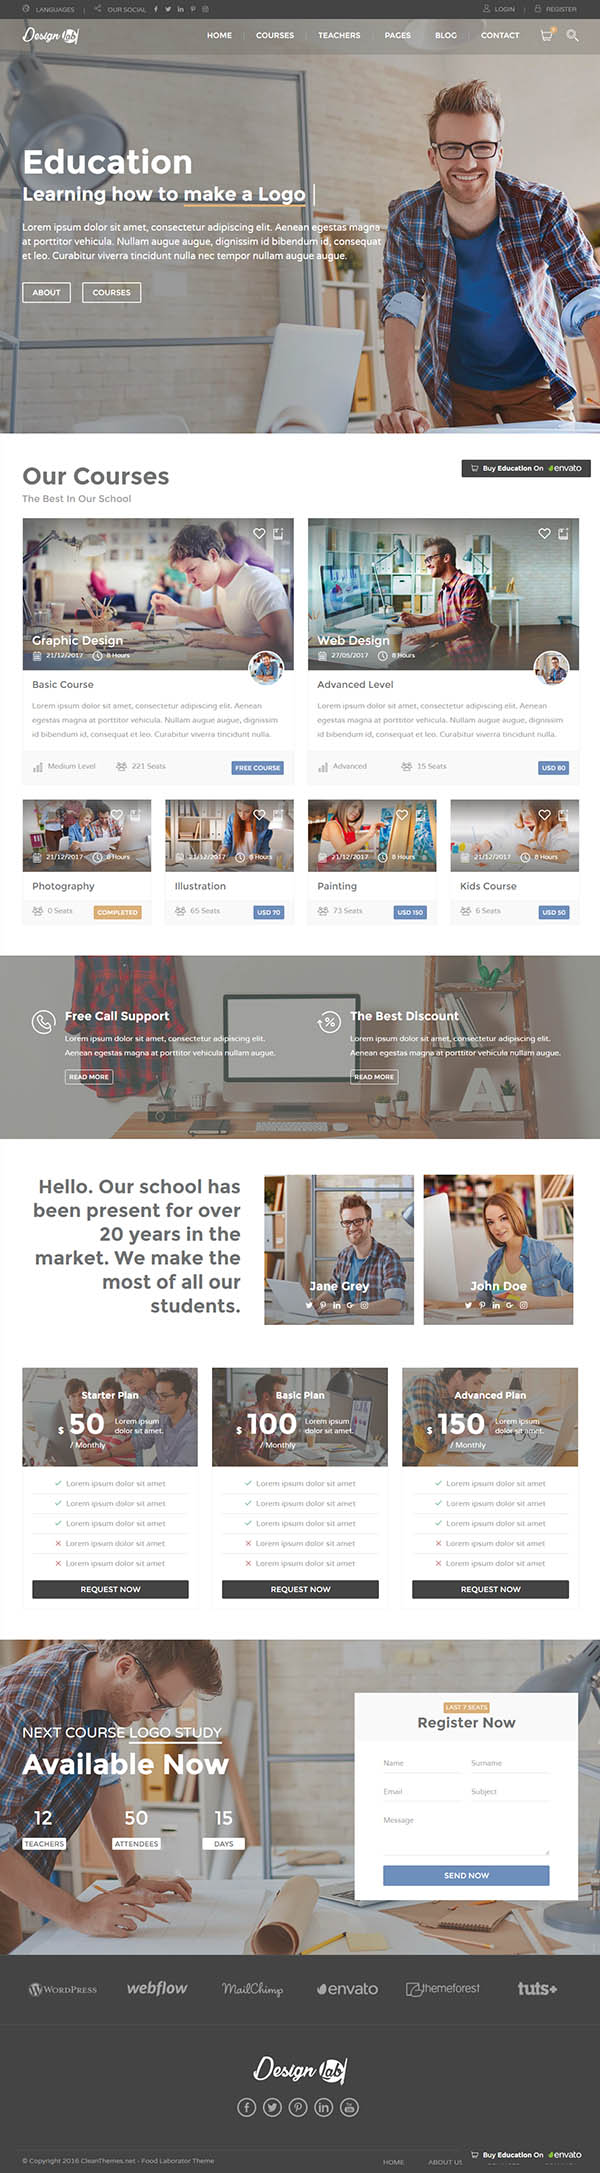 LANGUAGES | OUR SOCIAL
LOGIN | REGISTER
Design lab
HOME | COURSES | TEACHERS | PAGES | BLOG | CONTACT
Education
Learning how to make a Logo |
Lorem ipsum dolor sit amet, consectetur adipiscing elit. Aenean egestas magna
at porttitor vehicula. Nullam augue augue, dignissim id bibendum id, consequat
et leo. Curabitur viverra tincidunt nulla nec tempor nullam augue augue.
ABOUT
COURSES
Our Courses
The Best In Our School
Buy Education On envato
Graphic Design
21/12/2017 8 Hours
Basic Course
Lorem ipsum dolor sit amet, consectetur adipiscing elit. Aenean
egestas magna at porttitor vehicula. Nullam augue augue, dignissim
id bibendum id, consequat et leo. Curabitur viverra tincidunt nulla.
Medium Level 221 Seats FREE COURSE
Web Design
27/05/2017 8 Hours
Advanced Level
Lorem ipsum dolor sit amet, consectetur adipiscing elit. Aenean
egestas magna at porttitor vehicula. Nullam augue augue, dignissim
id bibendum id, consequat et leo. Curabitur viverra tincidunt nulla.
Advanced 15 Seats USD 80
21/12/2017 8 Hours
Photography
0 Seats COMPLETED
21/12/2017 8 Hours
Illustration
65 Seats USD 70
21/12/2017 8 Hours
Painting
73 Seats USD 150
21/12/2017 8 Hours
Kids Course
6 Seats USD 50
Free Call Support
Lorem ipsum dolor sit amet, consectetur adipiscing elit.
Aenean egestas magna at porttitor vehicula nullam augue.
READ MORE
The Best Discount
Lorem ipsum dolor sit amet, consectetur adipiscing elit.
Aenean egestas magna at porttitor vehicula nullam augue.
READ MORE
A
Hello. Our school has
been present for over
20 years in the
market. We make the
most of all our
students.
Jane Grey
John Doe
Starter Plan
$ 50 Lorem ipsum
dolor sit amet.
/ Monthly
Lorem ipsum dolor sit amet
Lorem ipsum dolor sit amet
Lorem ipsum dolor sit amet
Lorem ipsum dolor sit amet
Lorem ipsum dolor sit amet
REQUEST NOW
Basic Plan
$ 100 Lorem ipsum
dolor sit amet.
/ Monthly
Lorem ipsum dolor sit amet
Lorem ipsum dolor sit amet
Lorem ipsum dolor sit amet
Lorem ipsum dolor sit amet
Lorem ipsum dolor sit amet
REQUEST NOW
Advanced Plan
$ 150 Lorem ipsum
dolor sit amet.
/ Monthly
Lorem ipsum dolor sit amet
Lorem ipsum dolor sit amet
Lorem ipsum dolor sit amet
Lorem ipsum dolor sit amet
Lorem ipsum dolor sit amet
REQUEST NOW
NEXT COURSE LOGO STUDY
Available Now
12 50 15
TEACHERS ATTENDEES DAYS
LAST 7 SEATS
Register Now
Name Surname
Email Subject
Message
SEND NOW
WORDPRESS webflow MailChimp envato themeforest tuts+
Design lab
© Copyright 2016 CleanThemes.net - Food Laborator Theme
HOME ABOUT US
Buy Education On envato